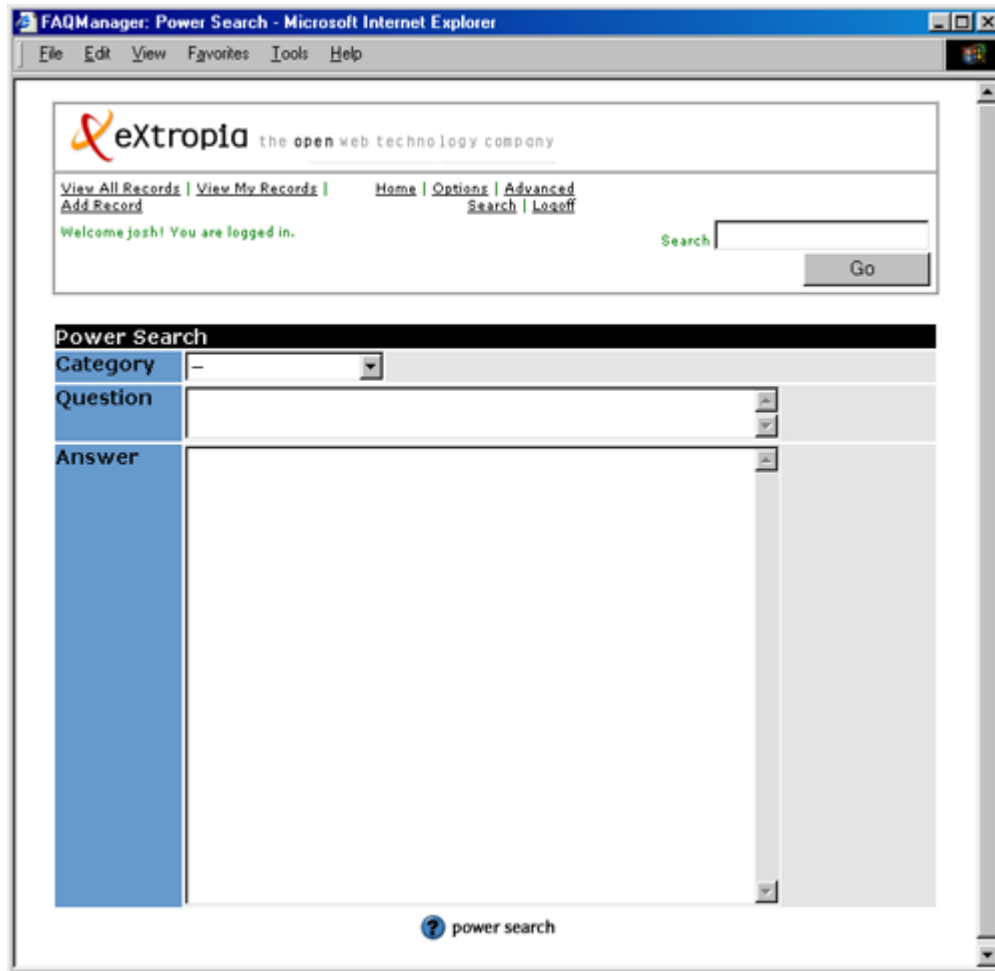 FAQManager: Power Search - Microsoft Internet Explorer
File Edit View Favorites Tools Help
eXtropia the open web technology company
View All Records | View My Records | Home | Options | Advanced
Add Record Search | Logoff
Welcome josh! You are logged in.
Search
Go
Power Search
Category --
Question
Answer
? power search